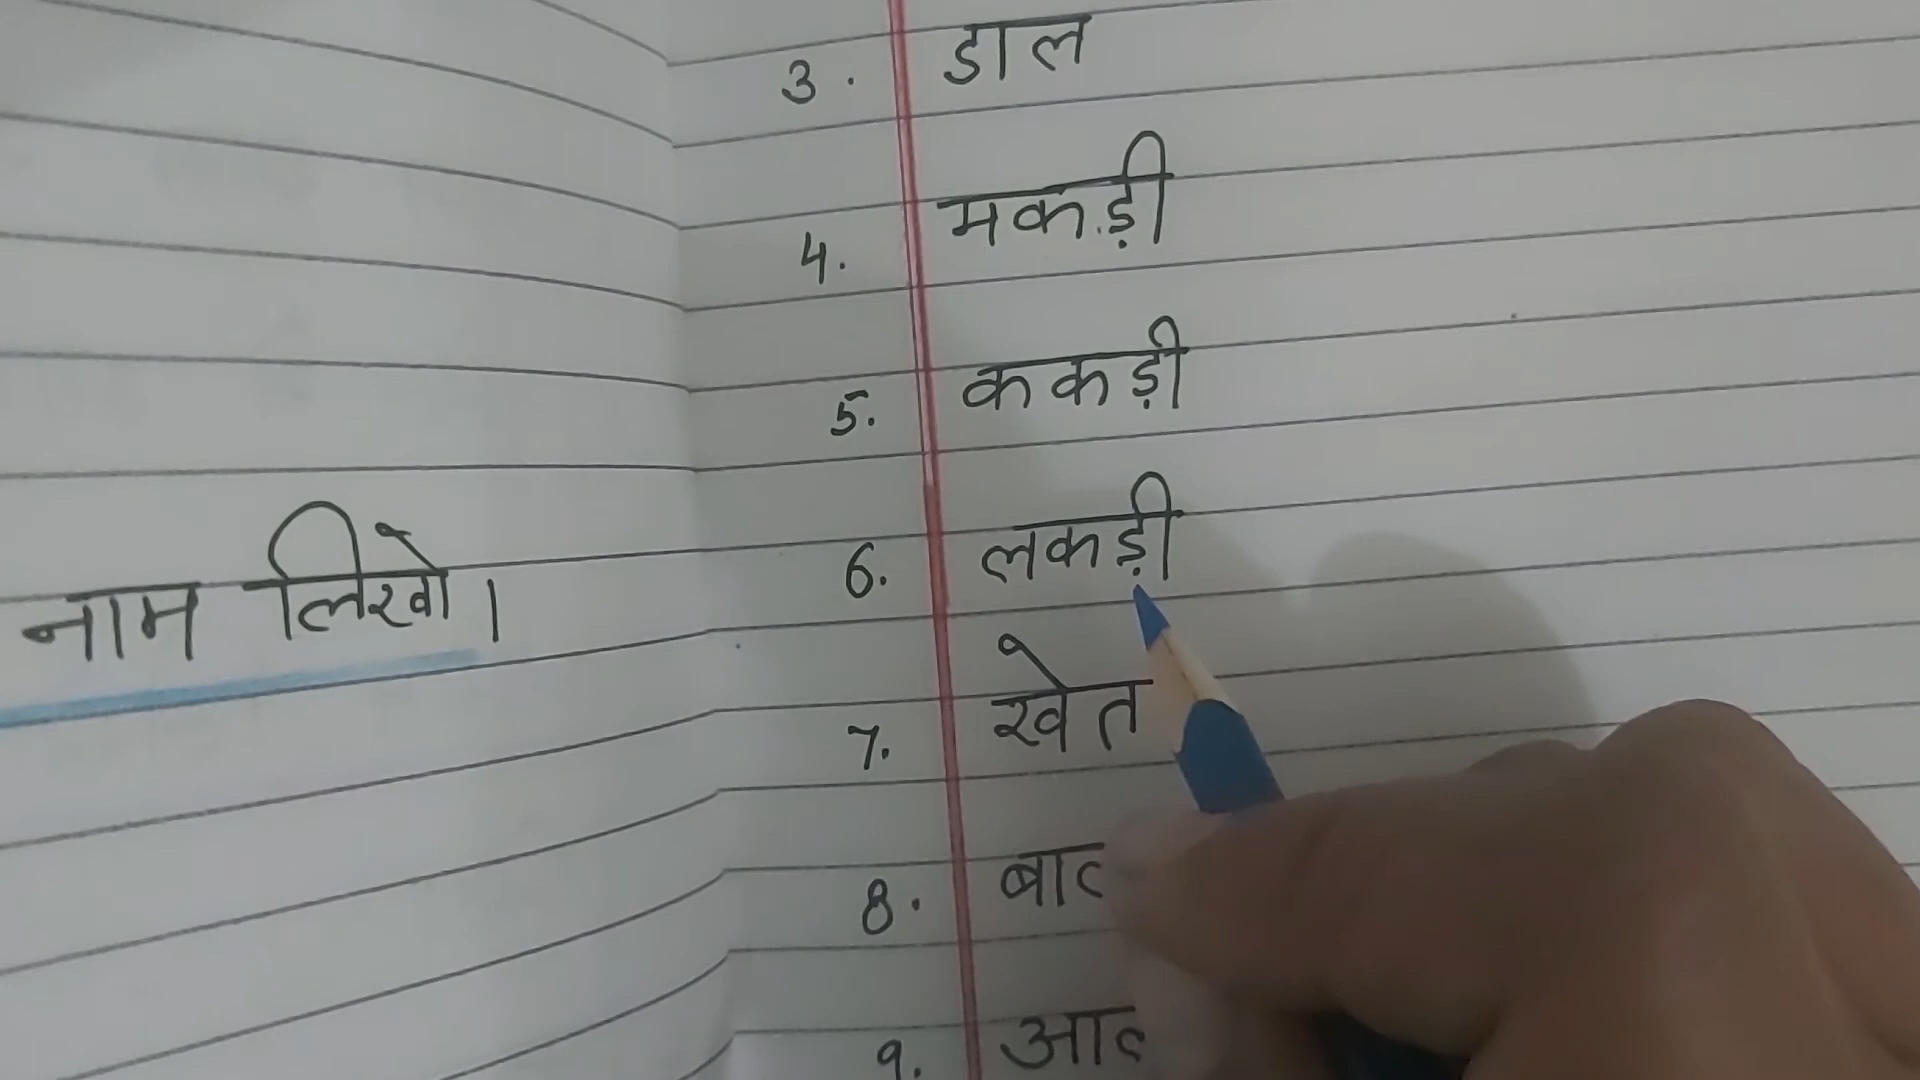 नाम लिखो।
3. डाल
4. मकड़ी
5. ककड़ी
6. लकड़ी
7. खेत
8.
9.